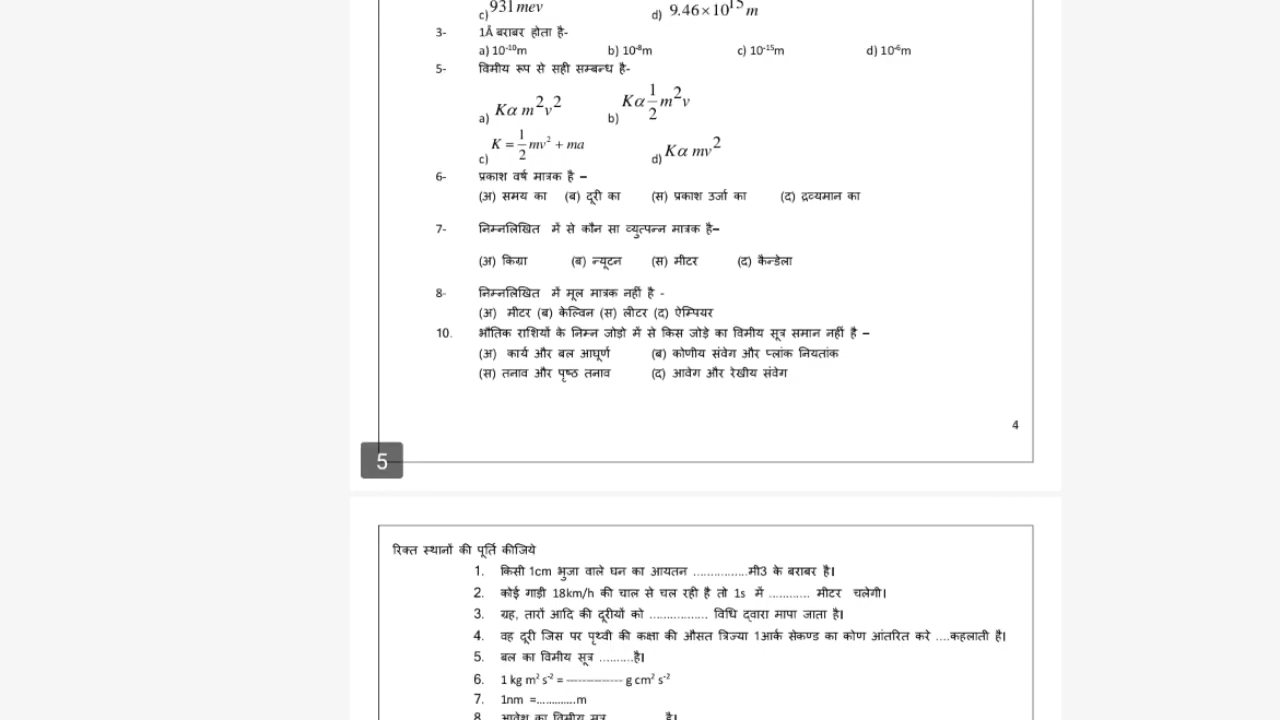 c) 931 mev d) 9.46×10¹⁵ m
3- 1Å बराबर होता है-
a) 10⁻¹⁰m b) 10⁻⁸m c) 10⁻¹⁵m d) 10⁻⁶m
5- विमीय रूप से सही सम्बन्ध है-
a) Kα m²v² b) Kα 1/2 m²v
c) K = 1/2 mv² + ma d) Kα mv²
6- प्रकाश वर्ष मात्रक है –
(अ) समय का (ब) दूरी का (स) प्रकाश उर्जा का (द) द्रव्यमान का
7- निम्नलिखित में से कौन सा व्युत्पन्न मात्रक है–
(अ) किग्रा (ब) न्यूटन (स) मीटर (द) कैन्डेला
8- निम्नलिखित में मूल मात्रक नहीं है -
(अ) मीटर (ब) केल्विन (स) लीटर (द) ऐम्पियर
10. भौतिक राशियों के निम्न जोड़ो में से किस जोड़े का विमीय सूत्र समान नहीं है –
(अ) कार्य और बल आघूर्ण (ब) कोणीय संवेग और प्लांक नियतांक
(स) तनाव और पृष्ठ तनाव (द) आवेग और रेखीय संवेग
4
5
रिक्त स्थानों की पूर्ति कीजिये
1. किसी 1cm भुजा वाले घन का आयतन ................मी3 के बराबर है।
2. कोई गाड़ी 18km/h की चाल से चल रही है तो 1s में ............ मीटर चलेगी।
3. ग्रह, तारों आदि की दूरीयों को ................. विधि द्वारा मापा जाता है।
4. वह दूरी जिस पर पृथ्वी की कक्षा की औसत त्रिज्या 1आर्क सेकण्ड का कोण आंतरित करे ....कहलाती है।
5. बल का विमीय सूत्र ..........है।
6. 1 kg m² s⁻² = --------------- g cm² s⁻²
7. 1nm =............m
8. आवेश का विमीय सूत्र ................ है।